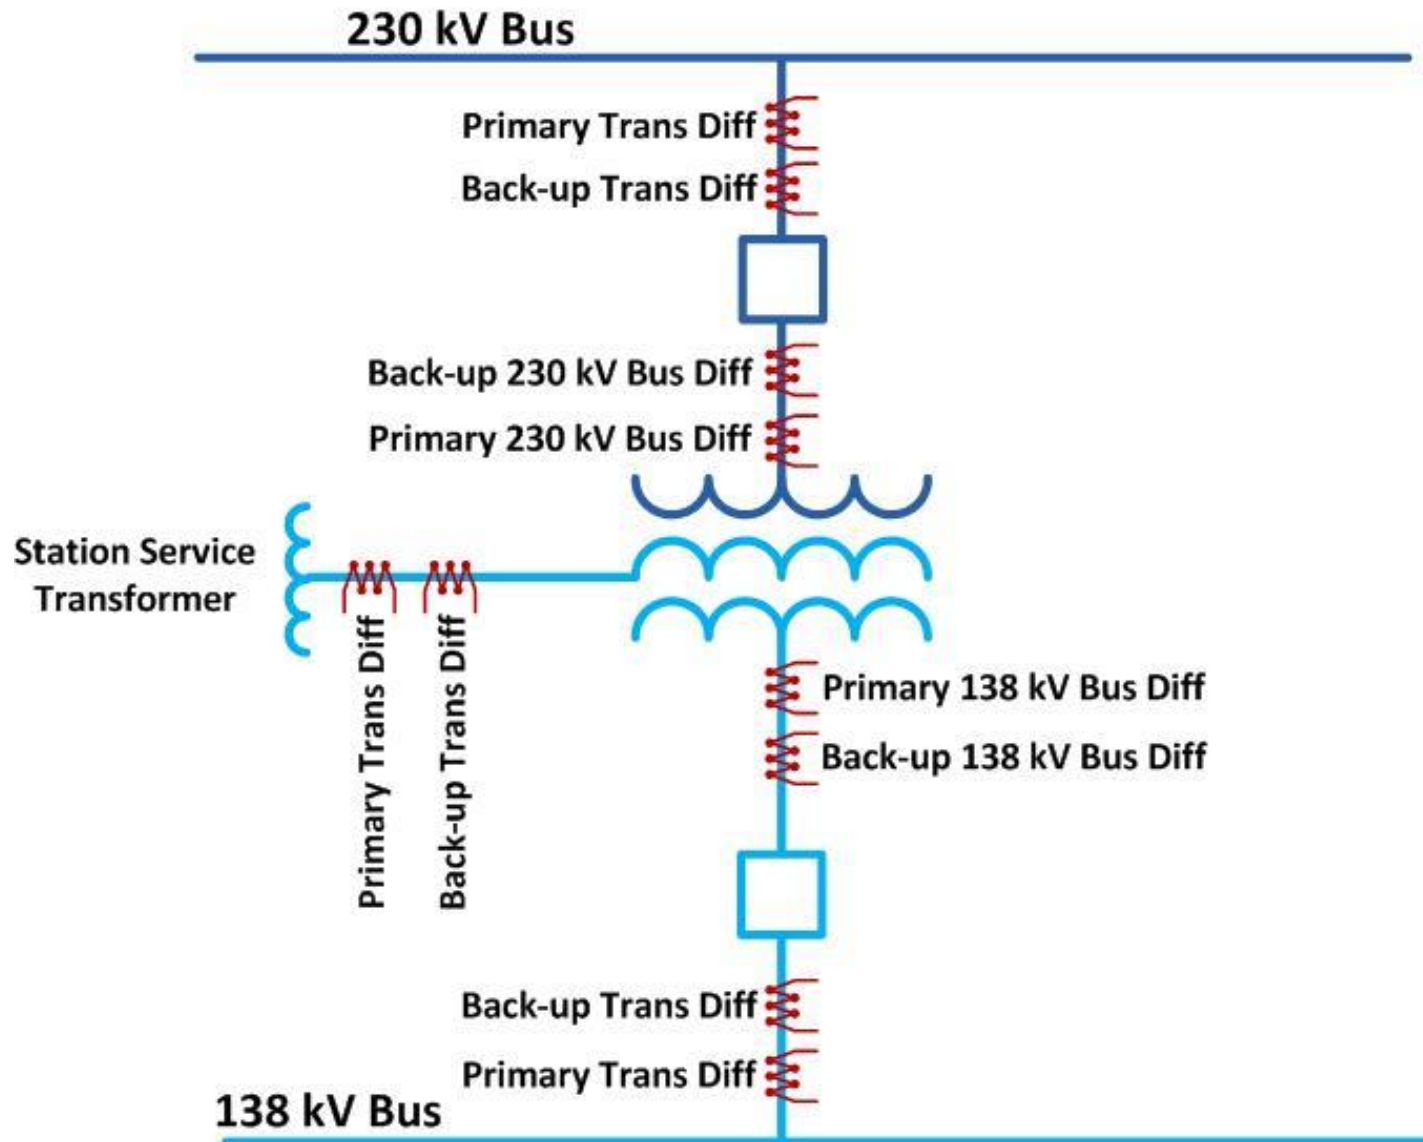 230 kV Bus
Primary Trans Diff
Back-up Trans Diff
Back-up 230 kV Bus Diff
Primary 230 kV Bus Diff
Station Service
Transformer
Primary Trans Diff
Back-up Trans Diff
Primary 138 kV Bus Diff
Back-up 138 kV Bus Diff
Back-up Trans Diff
Primary Trans Diff
138 kV Bus